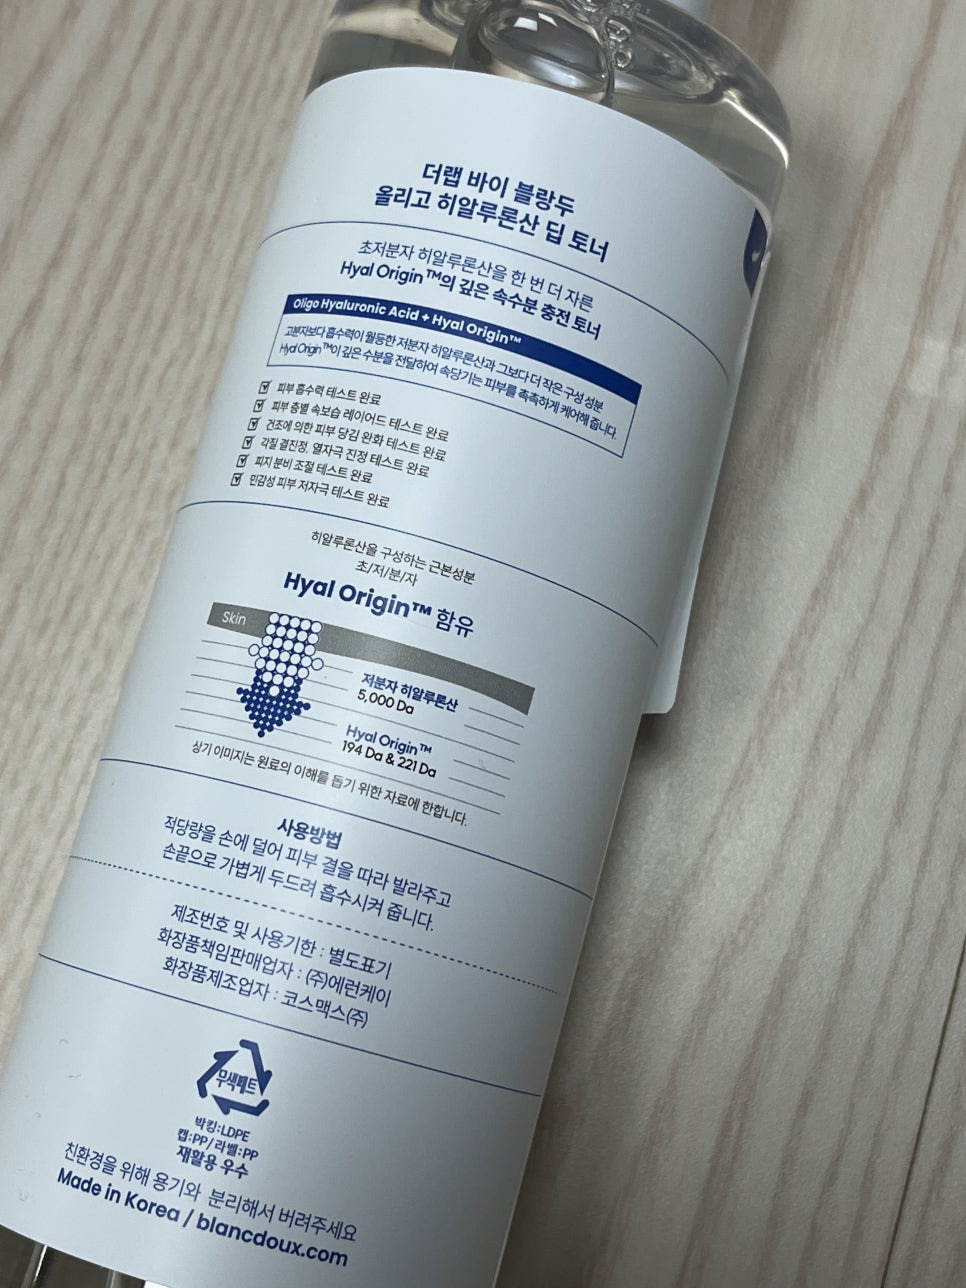 더랩 바이 블랑두
올리고 히알루론산 딥 토너
초저분자 히알루론산을 한 번 더 자른
Hyal Origin™의 깊은 속수분 충전 토너
Oligo Hyaluronic Acid + Hyal Origin™
고분자보다 흡수력이 월등한 저분자 히알루론산과 그보다 더 작은 구성 성분
Hyal Origin™이 깊은 수분을 전달하여 속당기는 피부를 촉촉하게 케어해 줍니다.
피부 흡수력 테스트 완료
피부 층별 속보습 레이어드 테스트 완료
건조에 의한 피부 당김 완화 테스트 완료
각질 결진정, 열자극 진정 테스트 완료
피지 분비 조절 테스트 완료
민감성 피부 저자극 테스트 완료
히알루론산을 구성하는 근본성분
초/저/분/자
Hyal Origin™ 함유
Skin
저분자 히알루론산
5,000 Da
Hyal Origin™
194 Da & 221 Da
상기 이미지는 원료의 이해를 돕기 위한 자료에 한합니다.
사용방법
적당량을 손에 덜어 피부 결을 따라 발라주고
손끝으로 가볍게 두드려 흡수시켜 줍니다.
제조번호 및 사용기한 : 별도표기
화장품책임판매업자 : (주)에런케이
화장품제조업자 : 코스맥스(주)
무색페트
박킹:LDPE
캡:PP/라벨:PP
재활용 우수
친환경을 위해 용기와 분리해서 버려주세요
Made in Korea / blancdoux.com